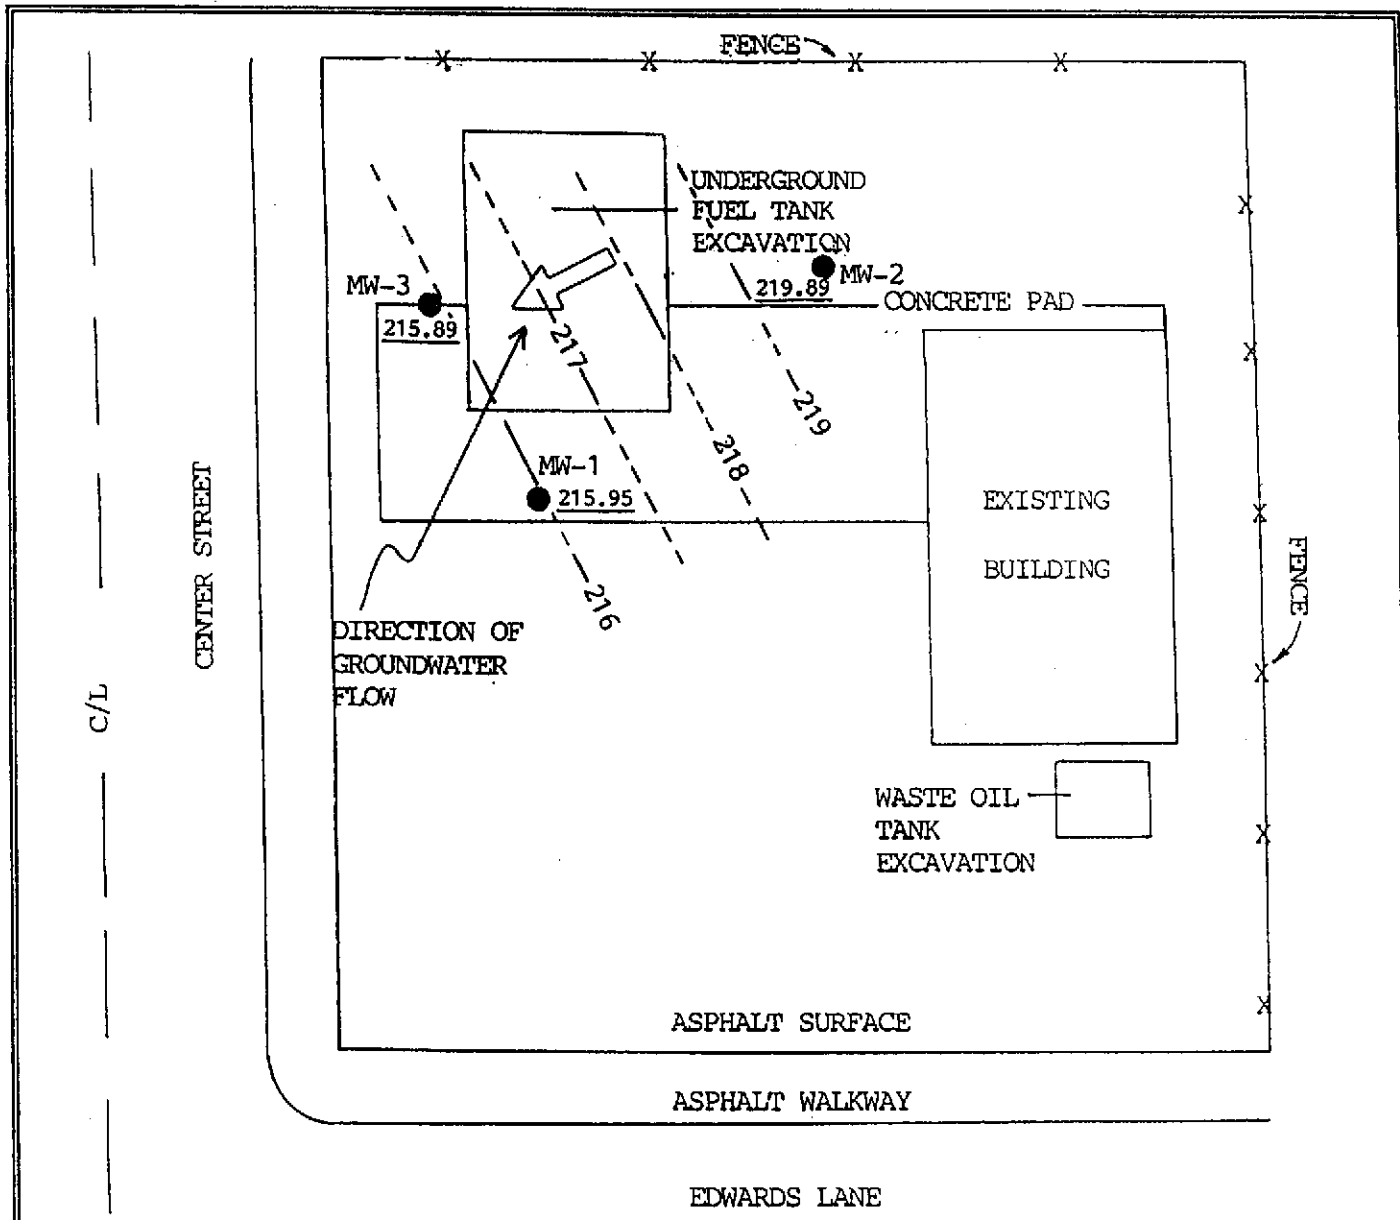 FENCE
X X X X
UNDERGROUND
FUEL TANK
EXCAVATION
MW-2
219.89
MW-3
215.89
CONCRETE PAD
217
219
218
MW-1
215.95
216
EXISTING
BUILDING
CENTER STREET
FENCE
DIRECTION OF
GROUNDWATER
FLOW
C/L
WASTE OIL
TANK
EXCAVATION
X
X
X
X
X
X
ASPHALT SURFACE
ASPHALT WALKWAY
EDWARDS LANE